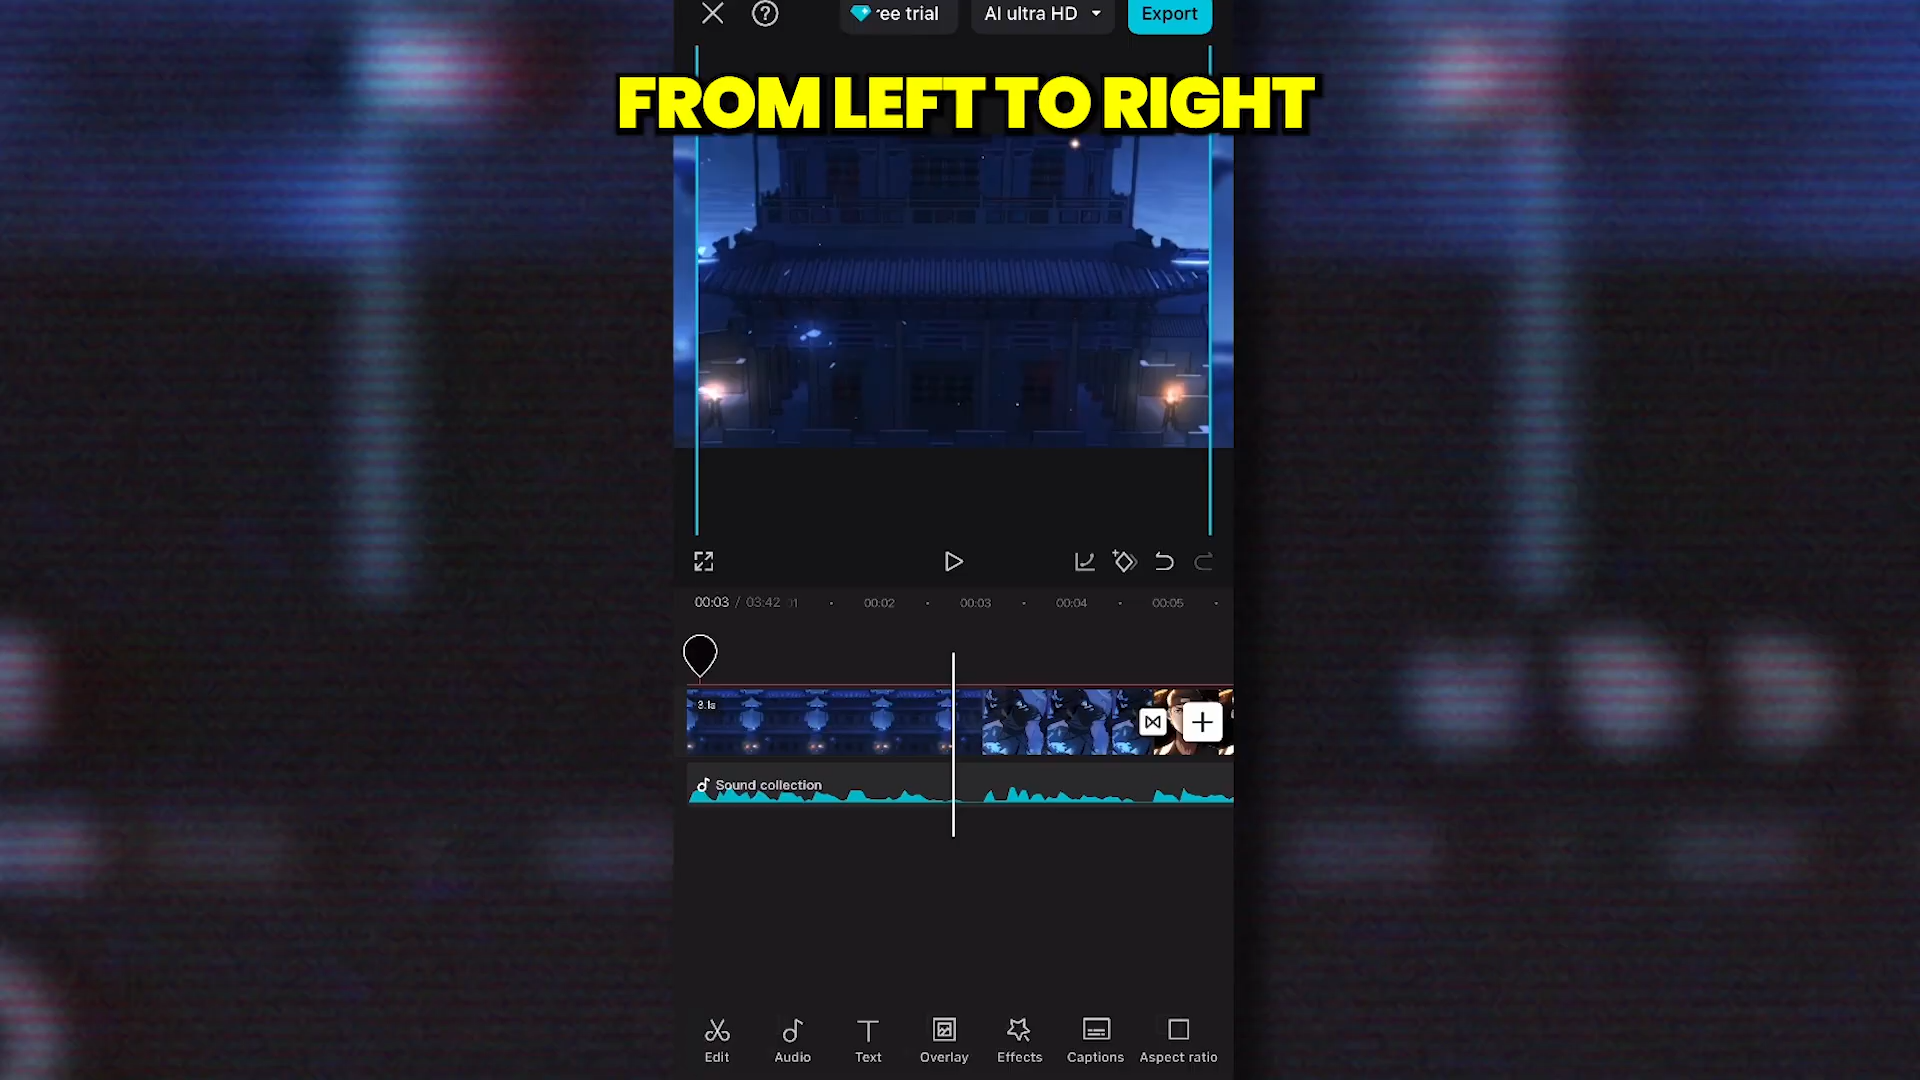 ree trial
AI ultra HD
Export
FROM LEFT TO RIGHT
00:03 / 03:42
00:02
00:03
00:04
00:05
3.1s
Sound collection
Edit
Audio
Text
Overlay
Effects
Captions
Aspect ratio